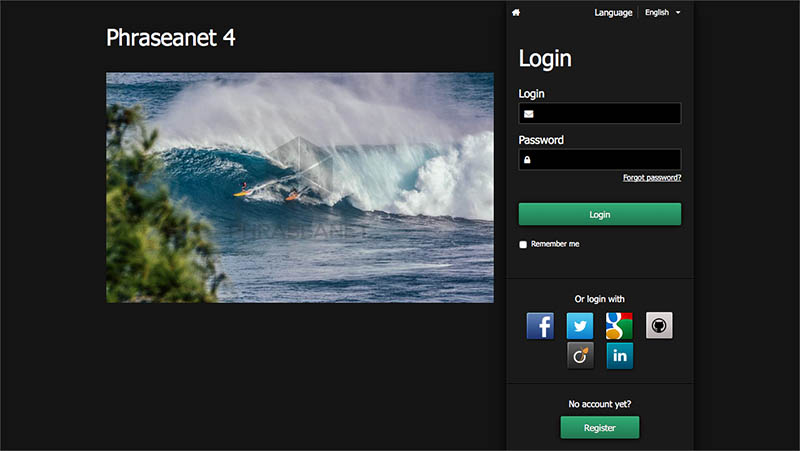 Phraseanet 4
PHRASEANET
Language English
Login
Login
Password
Forgot password?
Login
Remember me
Or login with
f
in
No account yet?
Register